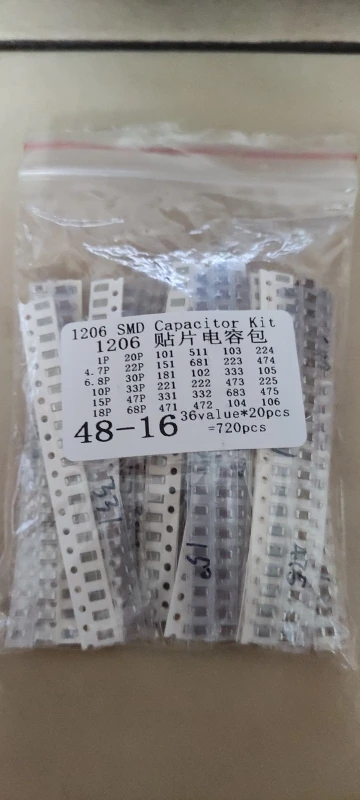 1206 SMD Capacitor Kit
1206 贴片电容包
1P 20P 101 511 103 224
4.7P 22P 151 681 223 474
6.8P 30P 181 102 333 105
10P 33P 221 222 473 225
15P 47P 331 332 683 475
18P 68P 471 472 104 106
48-16 36value*20pcs
=720pcs
331